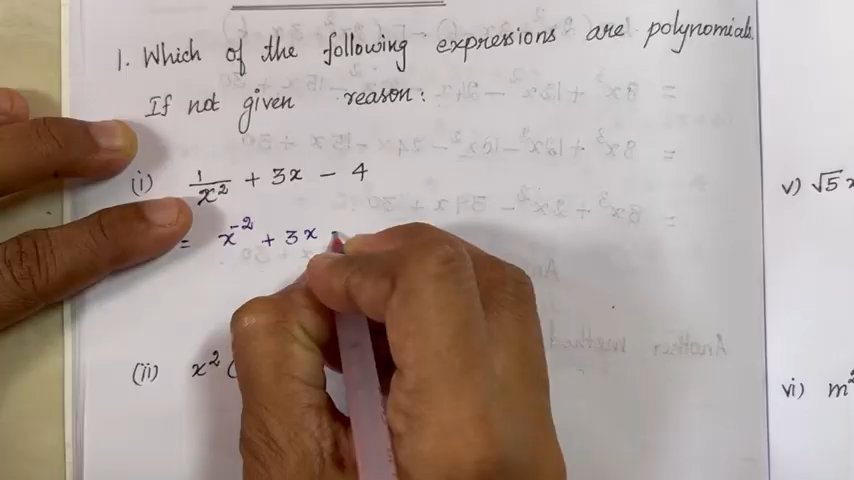 1. Which of the following expressions are polynomials.
If not given reason:
(i) 1/x² + 3x - 4
= x⁻² + 3x
(ii) x² (
v) √5 x
vi) m²